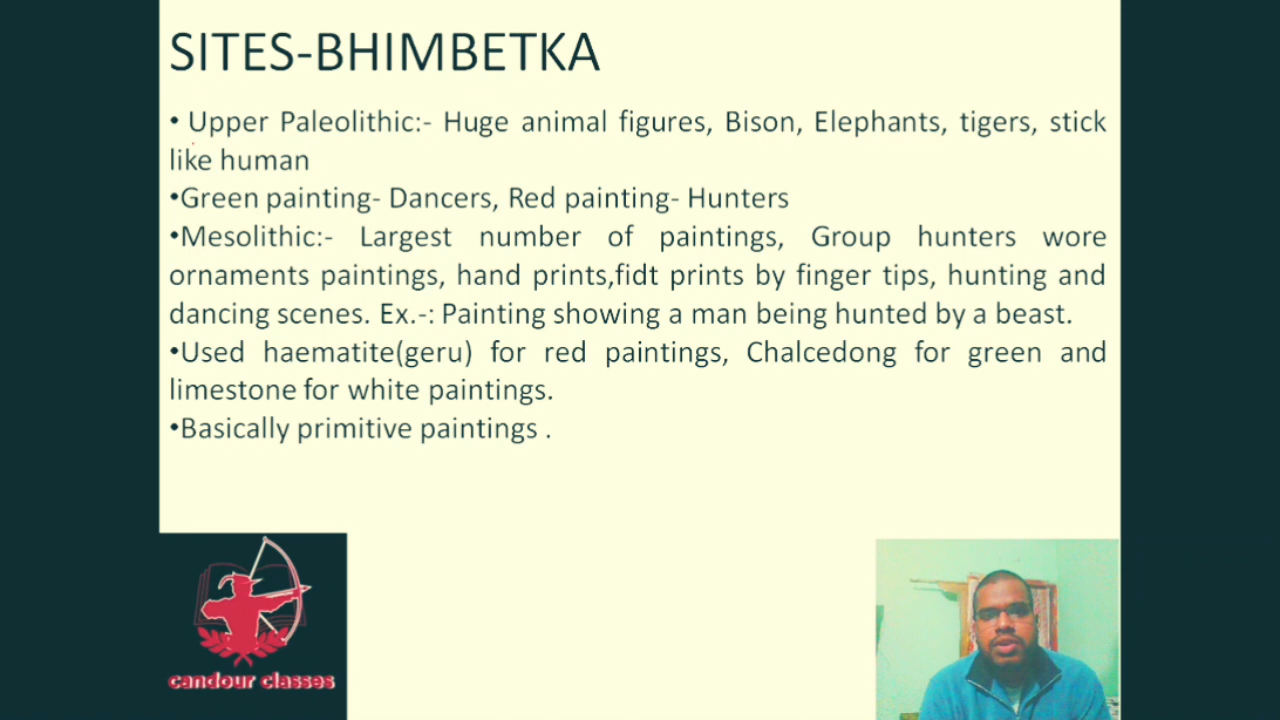 SITES-BHIMBETKA
• Upper Paleolithic:- Huge animal figures, Bison, Elephants, tigers, stick
like human
•Green painting- Dancers, Red painting- Hunters
•Mesolithic:- Largest number of paintings, Group hunters wore
ornaments paintings, hand prints,fidt prints by finger tips, hunting and
dancing scenes. Ex.-: Painting showing a man being hunted by a beast.
•Used haematite(geru) for red paintings, Chalcedong for green and
limestone for white paintings.
•Basically primitive paintings .
candour classes